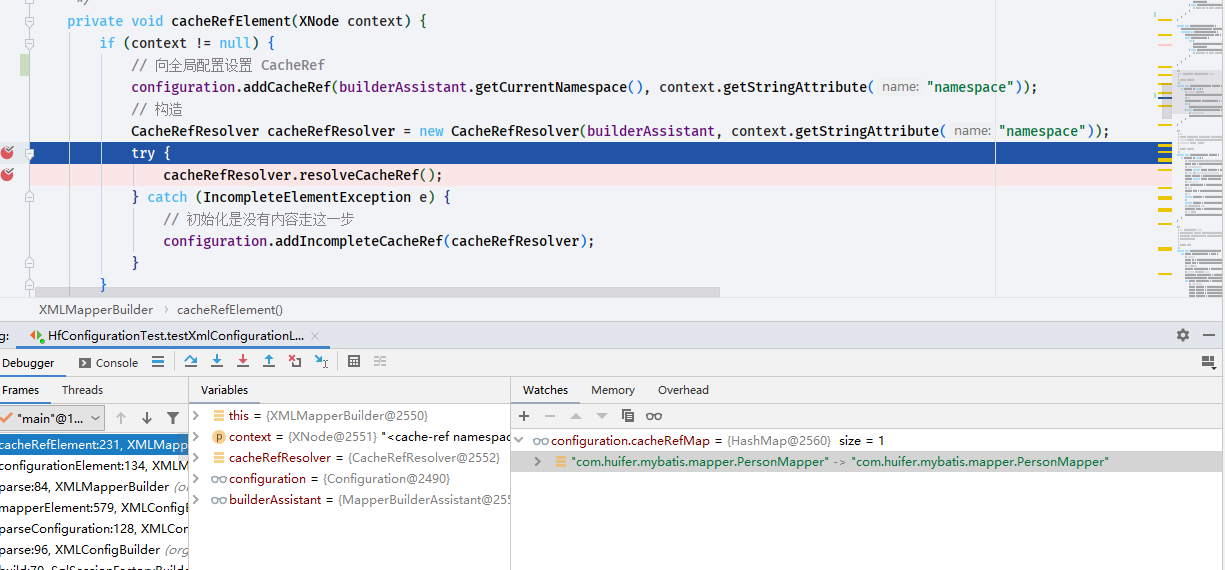 */
private void cacheRefElement(XNode context) {
if (context != null) {
// 向全局配置设置 CacheRef
configuration.addCacheRef(builderAssistant.getCurrentNamespace(), context.getStringAttribute( name: "namespace"));
// 构造
CacheRefResolver cacheRefResolver = new CacheRefResolver(builderAssistant, context.getStringAttribute( name: "namespace"));
try {
cacheRefResolver.resolveCacheRef();
} catch (IncompleteElementException e) {
// 初始化是没有内容走这一步
configuration.addIncompleteCacheRef(cacheRefResolver);
}
}
XMLMapperBuilder › cacheRefElement()
g: HfConfigurationTest.testXmlConfigurationL... ×
Debugger Console
Frames Threads Variables Watches Memory Overhead
"main"@1...
this = {XMLMapperBuilder@2550}
context = {XNode@2551} "<cache-ref namespac
cacheRefResolver = {CacheRefResolver@2552}
configuration = {Configuration@2490}
builderAssistant = {MapperBuilderAssistant@255
configuration.cacheRefMap = {HashMap@2560} size = 1
"com.huifer.mybatis.mapper.PersonMapper" -> "com.huifer.mybatis.mapper.PersonMapper"
cacheRefElement:231, XMLMapp
configurationElement:134, XMLM
parse:84, XMLMapperBuilder (o
mapperElement:579, XMLConfigB
parseConfiguration:128, XMLCon
parse:96, XMLConfigBuilder (org